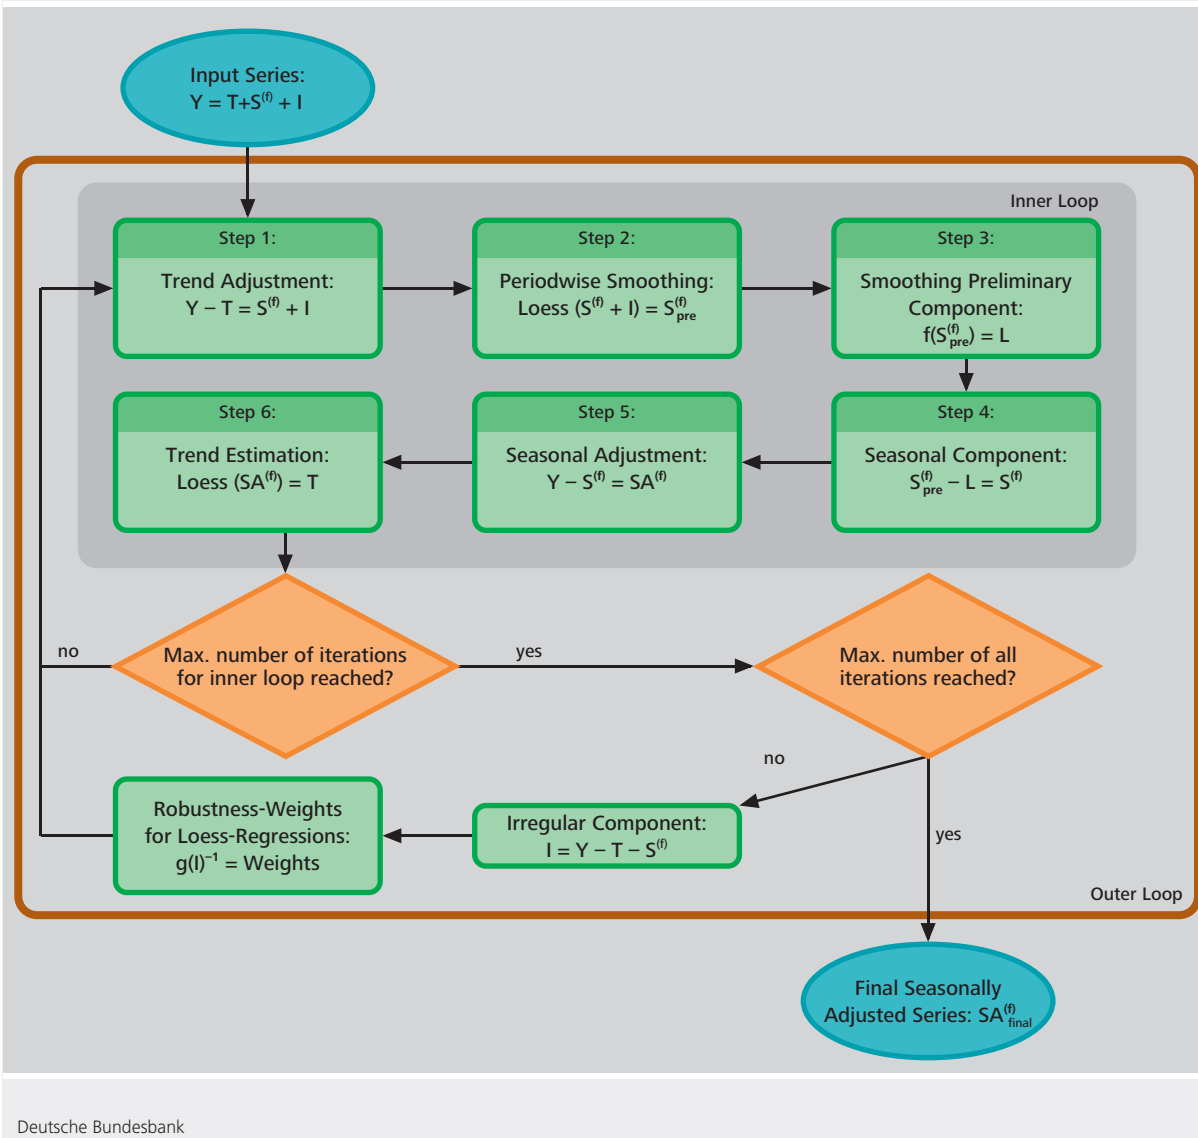 Input Series:
Y = T+S⁽ᶠ⁾ + I
Inner Loop
Step 1:
Trend Adjustment:
Y – T = S⁽ᶠ⁾ + I
Step 2:
Periodwise Smoothing:
Loess (S⁽ᶠ⁾ + I) = S⁽ᶠ⁾pre
Step 3:
Smoothing Preliminary
Component:
f(S⁽ᶠ⁾pre) = L
Step 4:
Seasonal Component:
S⁽ᶠ⁾pre – L = S⁽ᶠ⁾
Step 5:
Seasonal Adjustment:
Y – S⁽ᶠ⁾ = SA⁽ᶠ⁾
Step 6:
Trend Estimation:
Loess (SA⁽ᶠ⁾) = T
Max. number of iterations
for inner loop reached?
no
yes
Max. number of all
iterations reached?
no
yes
Irregular Component:
I = Y – T – S⁽ᶠ⁾
Robustness-Weights
for Loess-Regressions:
g(I)⁻¹ = Weights
Outer Loop
Final Seasonally
Adjusted Series: SA⁽ᶠ⁾final
Deutsche Bundesbank